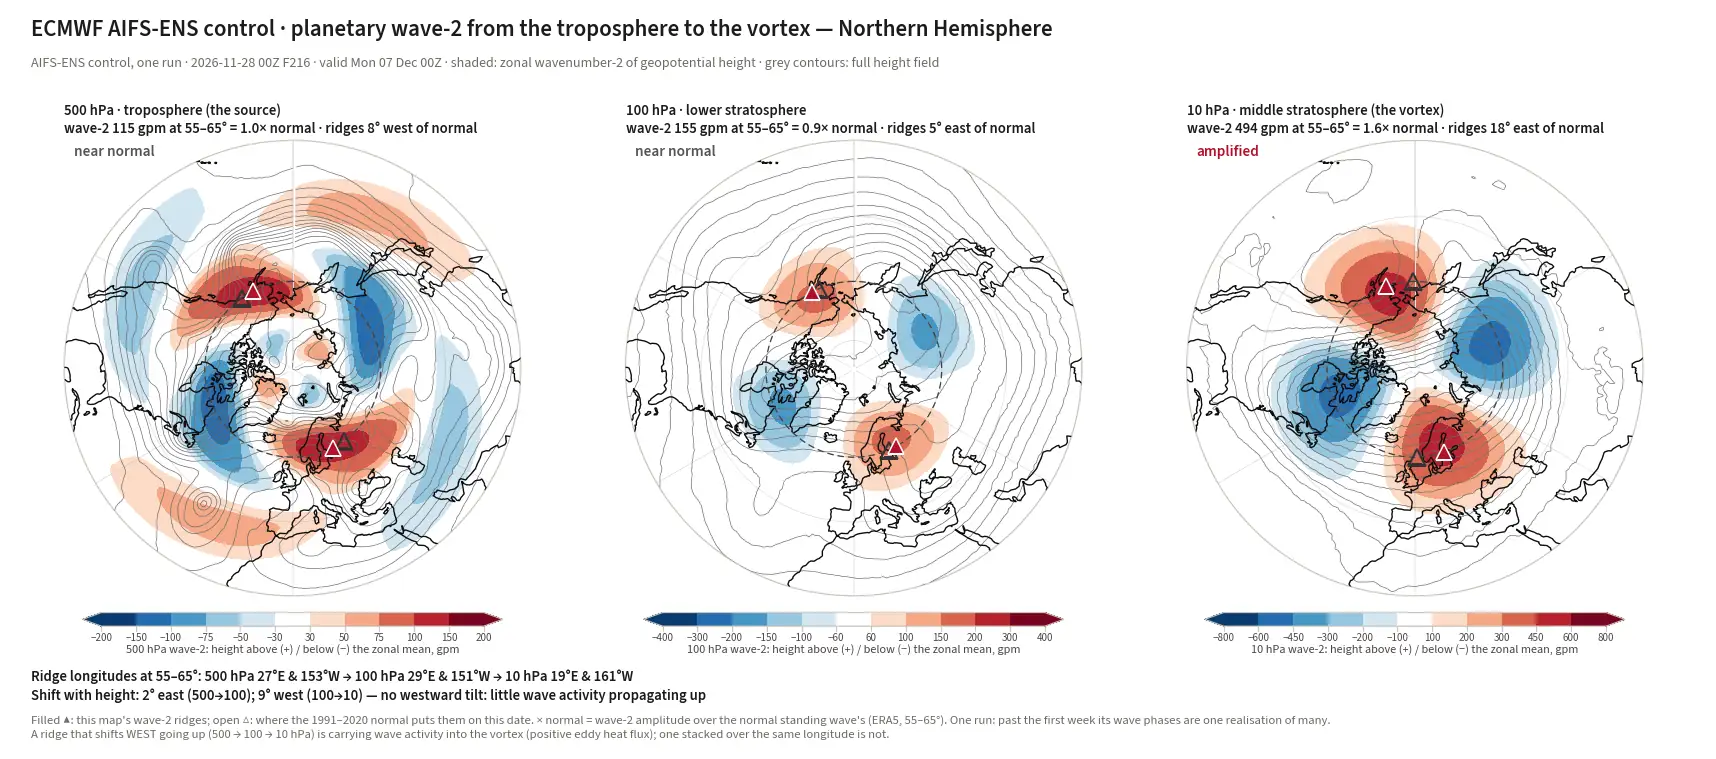 ECMWF AIFS-ENS control · planetary wave-2 from the troposphere to the vortex — Northern Hemisphere
AIFS-ENS control, one run · 2026-11-28 00Z F216 · valid Mon 07 Dec 00Z · shaded: zonal wavenumber-2 of geopotential height · grey contours: full height field
500 hPa · troposphere (the source)
wave-2 115 gpm at 55–65° = 1.0× normal · ridges 8° west of normal
near normal
100 hPa · lower stratosphere
wave-2 155 gpm at 55–65° = 0.9× normal · ridges 5° east of normal
near normal
10 hPa · middle stratosphere (the vortex)
wave-2 494 gpm at 55–65° = 1.6× normal · ridges 18° east of normal
amplified
−200 −150 −100 −75 −50 −30 30 50 75 100 150 200
500 hPa wave-2: height above (+) / below (−) the zonal mean, gpm
−400 −300 −200 −150 −100 −60 60 100 150 200 300 400
100 hPa wave-2: height above (+) / below (−) the zonal mean, gpm
−800 −600 −450 −300 −200 −100 100 200 300 450 600 800
10 hPa wave-2: height above (+) / below (−) the zonal mean, gpm
Ridge longitudes at 55–65°: 500 hPa 27°E & 153°W → 100 hPa 29°E & 151°W → 10 hPa 19°E & 161°W
Shift with height: 2° east (500→100); 9° west (100→10) — no westward tilt: little wave activity propagating up
Filled ▲: this map's wave-2 ridges; open △: where the 1991–2020 normal puts them on this date. × normal = wave-2 amplitude over the normal standing wave's (ERA5, 55–65°). One run: past the first week its wave phases are one realisation of many.
A ridge that shifts WEST going up (500 → 100 → 10 hPa) is carrying wave activity into the vortex (positive eddy heat flux); one stacked over the same longitude is not.